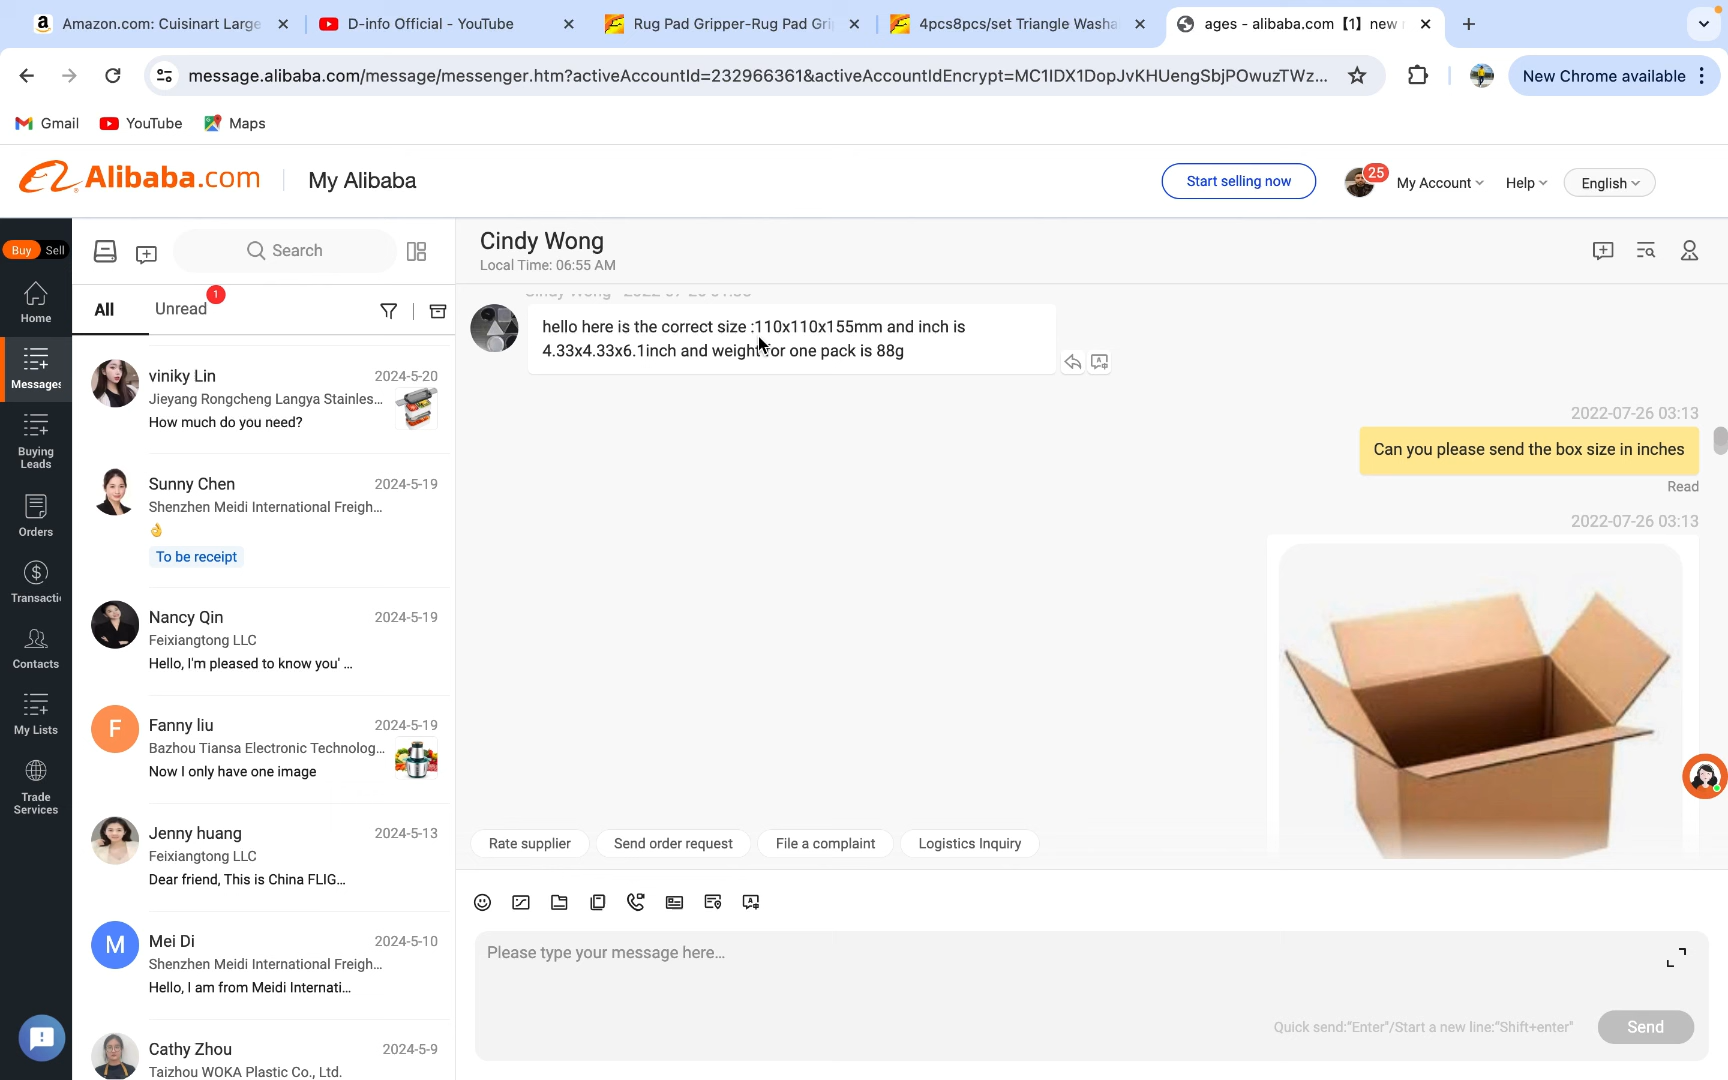 Amazon.com: Cuisinart Large
D-info Official - YouTube
Rug Pad Gripper-Rug Pad Gri
4pcs8pcs/set Triangle Washa
ages - alibaba.com【1】new
message.alibaba.com/message/messenger.htm?activeAccountId=232966361&activeAccountIdEncrypt=MC1IDX1DopJvKHUengSbjPOwuzTWz...
New Chrome available
Gmail
YouTube
Maps
Alibaba.com
My Alibaba
Start selling now
25
My Account
Help
English
Buy
Sell
Home
Messages
Buying
Leads
Orders
Transacti
Contacts
My Lists
Trade
Services
Search
All
Unread
1
viniky Lin
2024-5-20
Jieyang Rongcheng Langya Stainles...
How much do you need?
Sunny Chen
2024-5-19
Shenzhen Meidi International Freigh...
👌
To be receipt
Nancy Qin
2024-5-19
Feixiangtong LLC
Hello, I'm pleased to know you' ...
F
Fanny liu
2024-5-19
Bazhou Tiansa Electronic Technolog...
Now I only have one image
Jenny huang
2024-5-13
Feixiangtong LLC
Dear friend, This is China FLIG...
M
Mei Di
2024-5-10
Shenzhen Meidi International Freigh...
Hello, I am from Meidi Internati...
Cathy Zhou
2024-5-9
Taizhou WOKA Plastic Co., Ltd.
Cindy Wong
Local Time: 06:55 AM
hello here is the correct size :110x110x155mm and inch is
4.33x4.33x6.1inch and weight for one pack is 88g
2022-07-26 03:13
Can you please send the box size in inches
Read
2022-07-26 03:13
Rate supplier
Send order request
File a complaint
Logistics Inquiry
Please type your message here...
Quick send:"Enter"/Start a new line:"Shift+enter"
Send